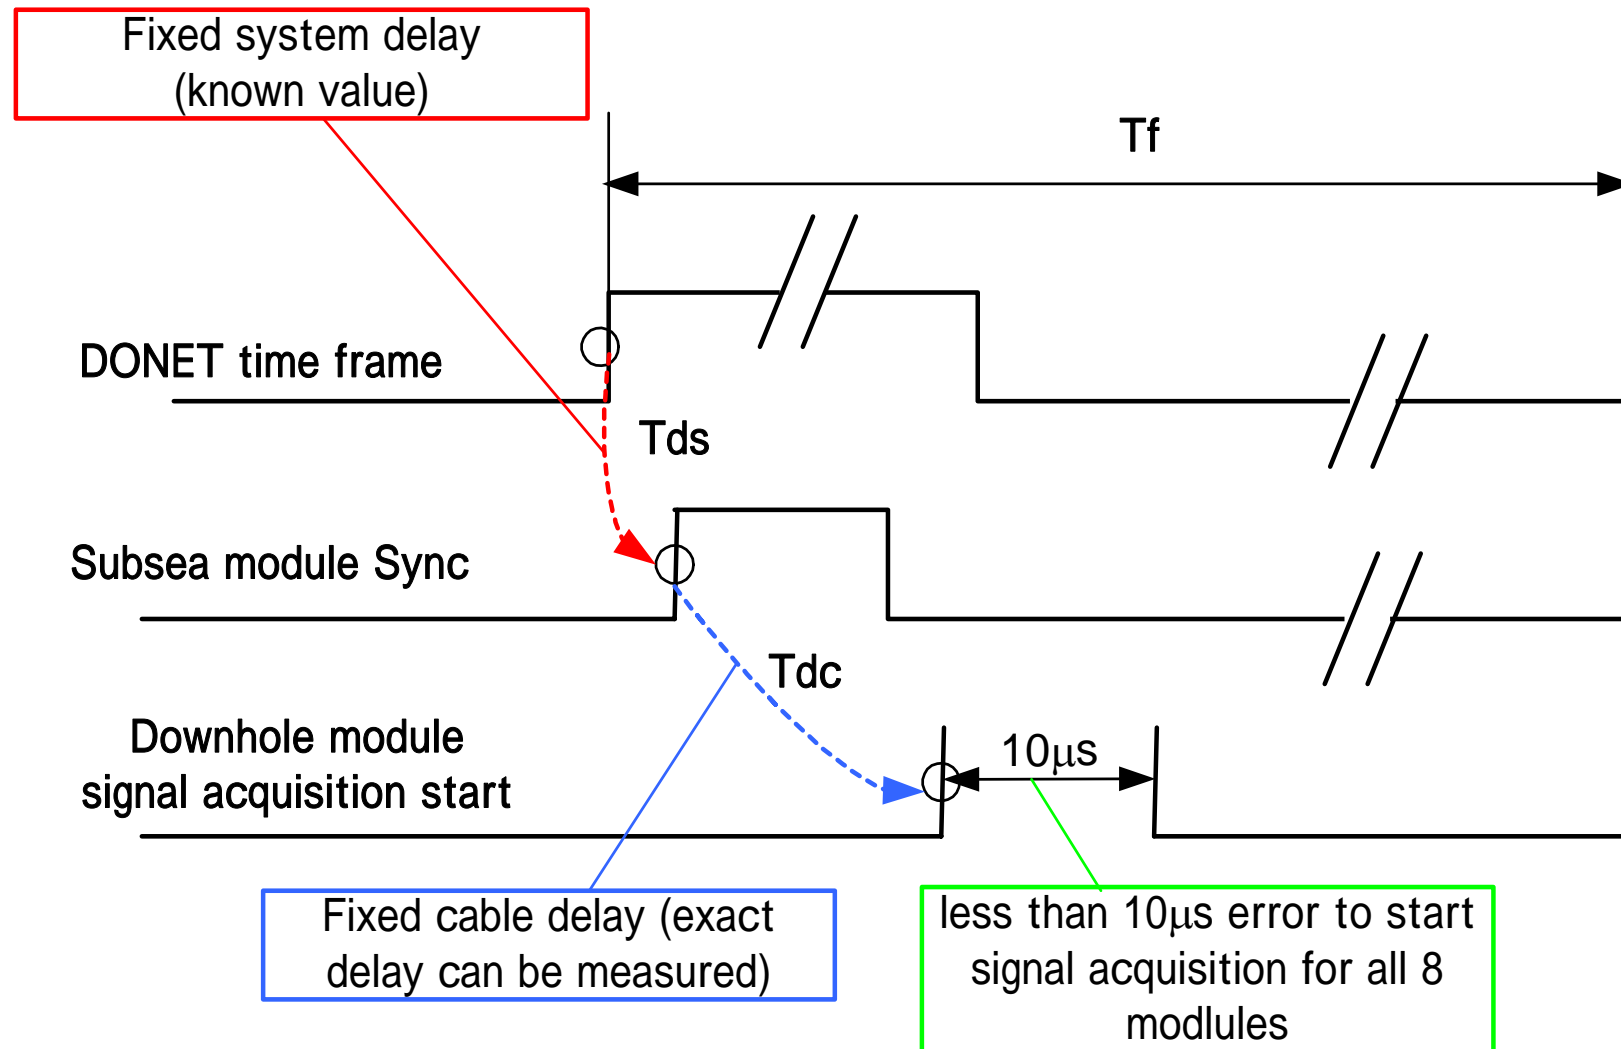 Fixed system delay
(known value)
Tf
DONET time frame
Tds
Subsea module Sync
Tdc
Downhole module
signal acquisition start
10μs
Fixed cable delay (exact
delay can be measured)
less than 10μs error to start
signal acquisition for all 8
modlules